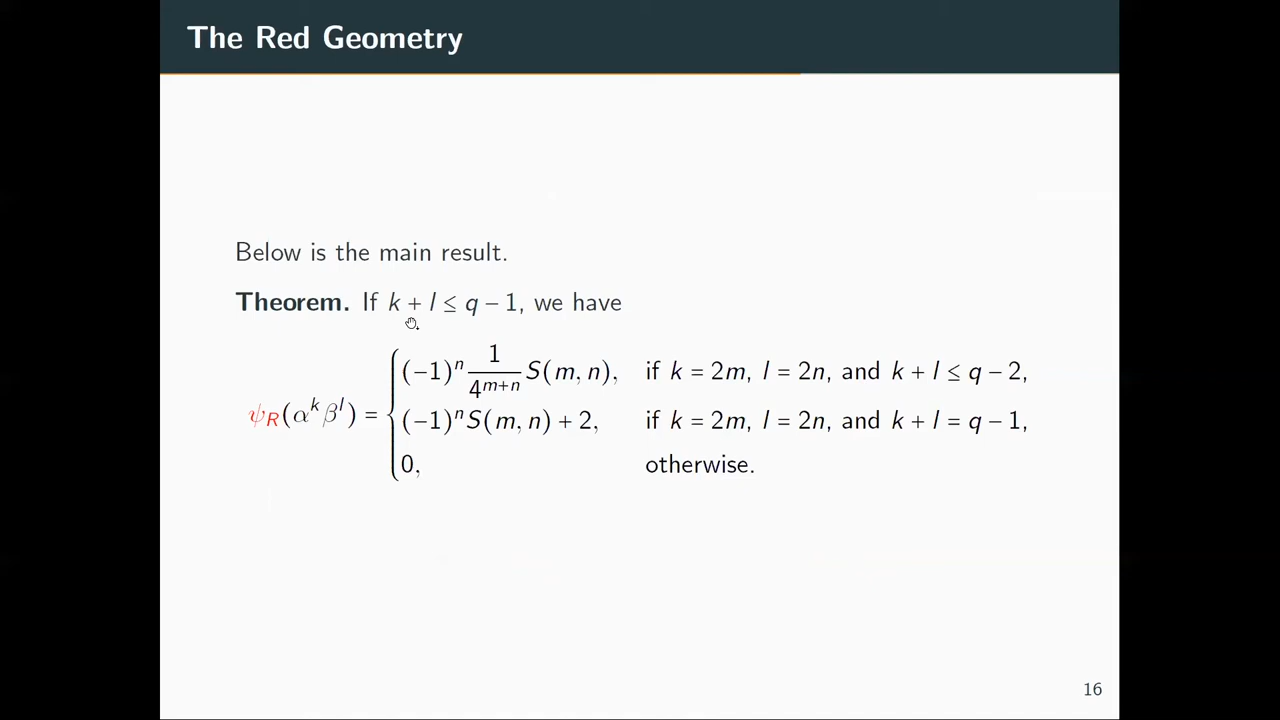 The Red Geometry
Below is the main result.
Theorem. If k + l ≤ q − 1, we have
ψ_R(α^k β^l) = { (−1)^n 1/4^{m+n} S(m, n), if k = 2m, l = 2n, and k + l ≤ q − 2,
(−1)^n S(m, n) + 2, if k = 2m, l = 2n, and k + l = q − 1,
0, otherwise.
16